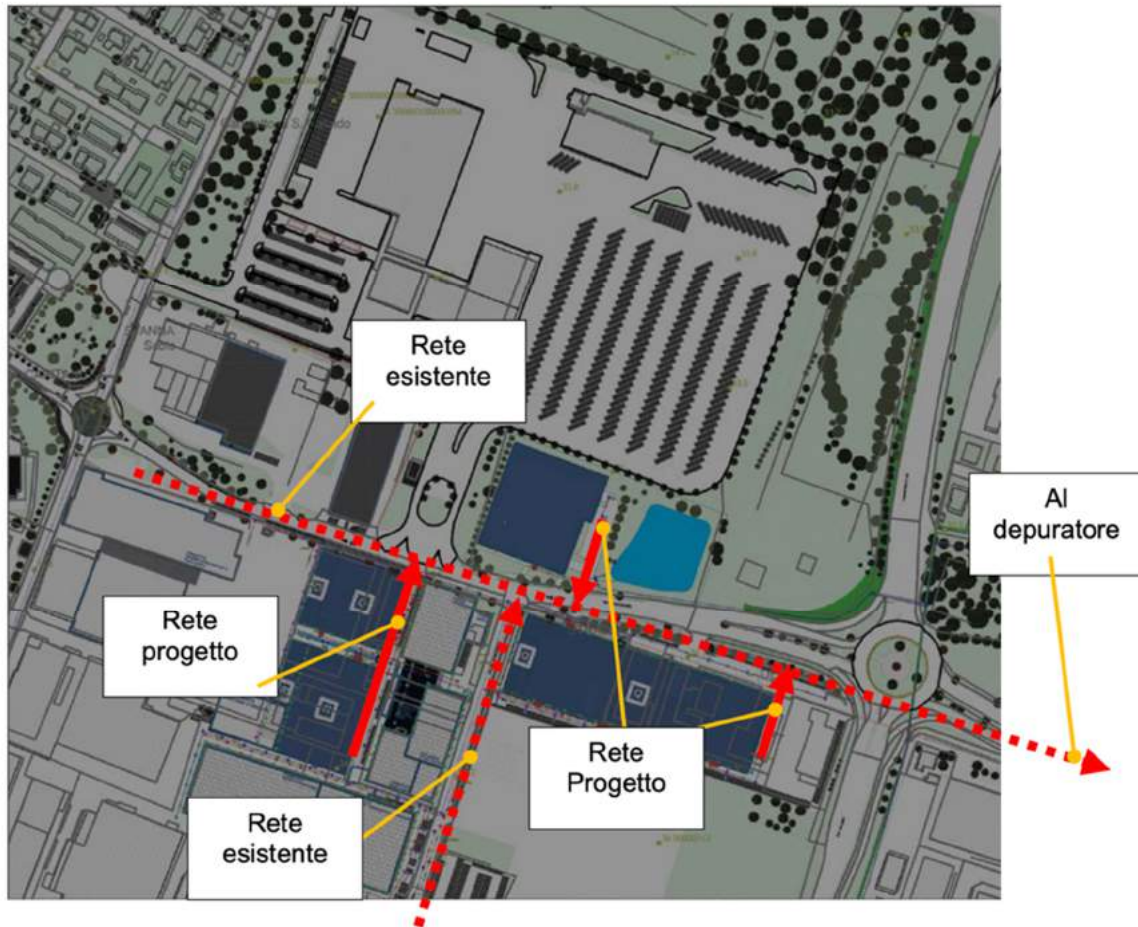 Rete
esistente
Al
depuratore
Rete
progetto
Rete
Progetto
Rete
esistente